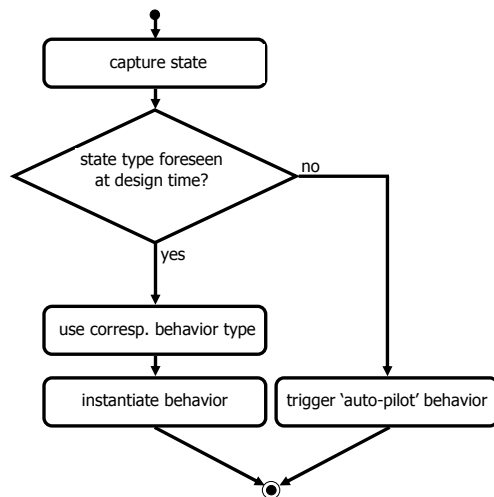 capture state
state type foreseen
at design time?
no
yes
use corresp. behavior type
instantiate behavior
trigger ‘auto-pilot’ behavior